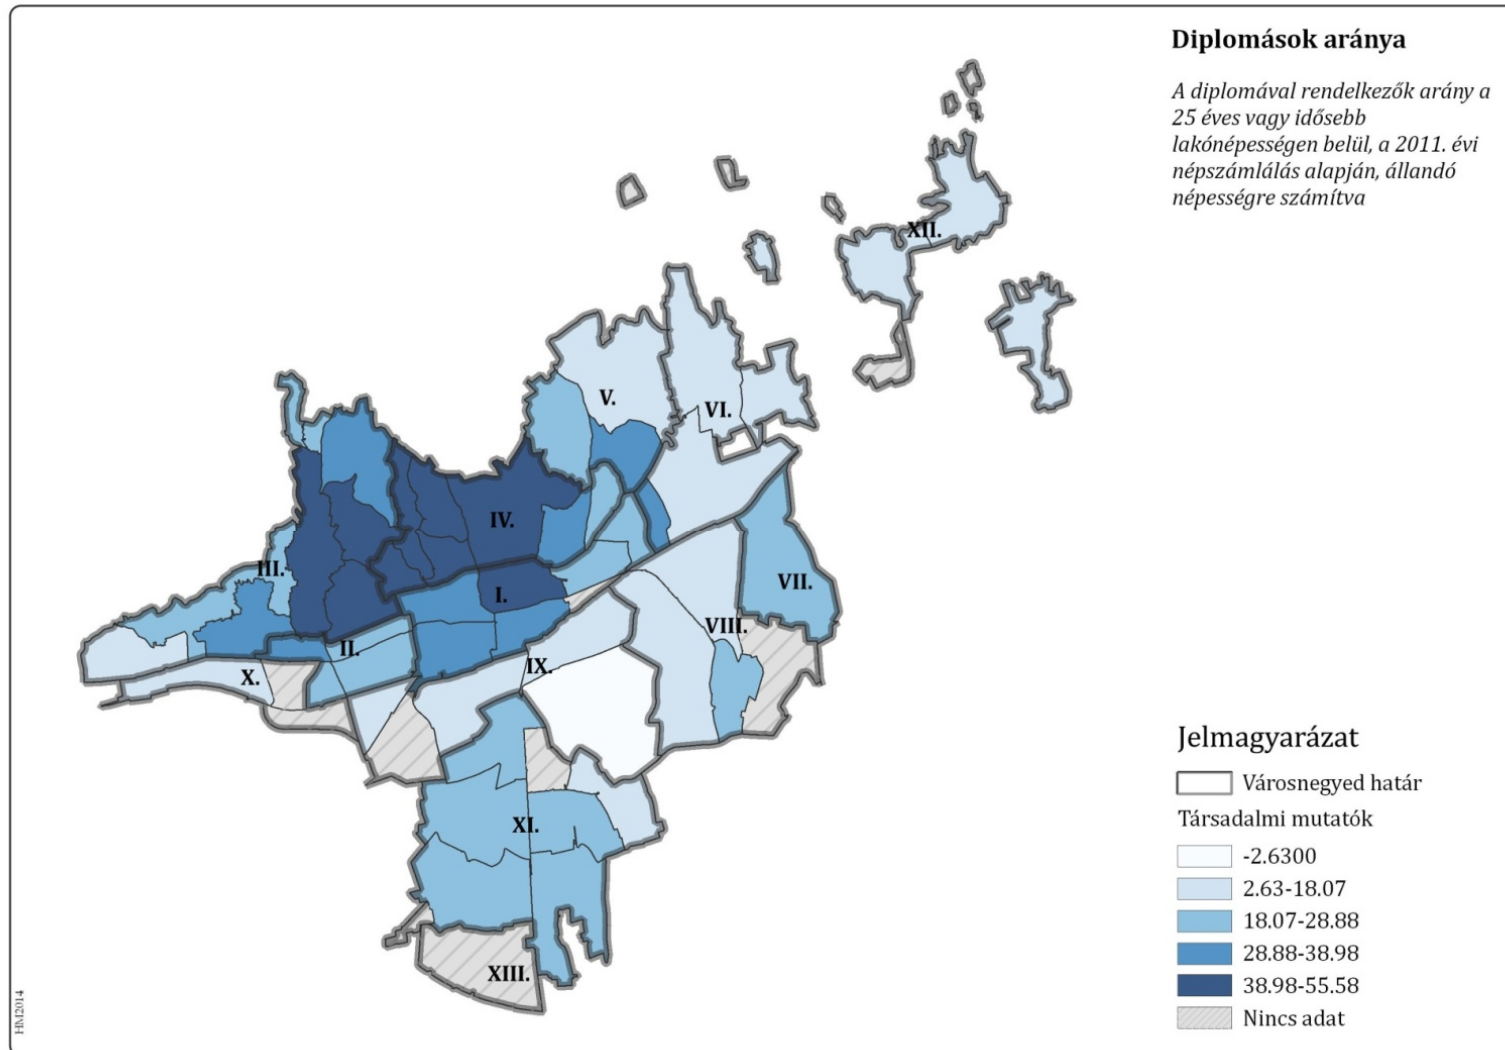 Diplomások aránya
A diplomával rendelkezők arány a
25 éves vagy idősebb
lakónépességen belül, a 2011. évi
népszámlálás alapján, állandó
népességre számítva
XII.
V.
VI.
IV.
III.
I.
VII.
II.
VIII.
X.
IX.
XI.
XIII.
Jelmagyarázat
Városnegyed határ
Társadalmi mutatók
-2.6300
2.63-18.07
18.07-28.88
28.88-38.98
38.98-55.58
Nincs adat
HM2014